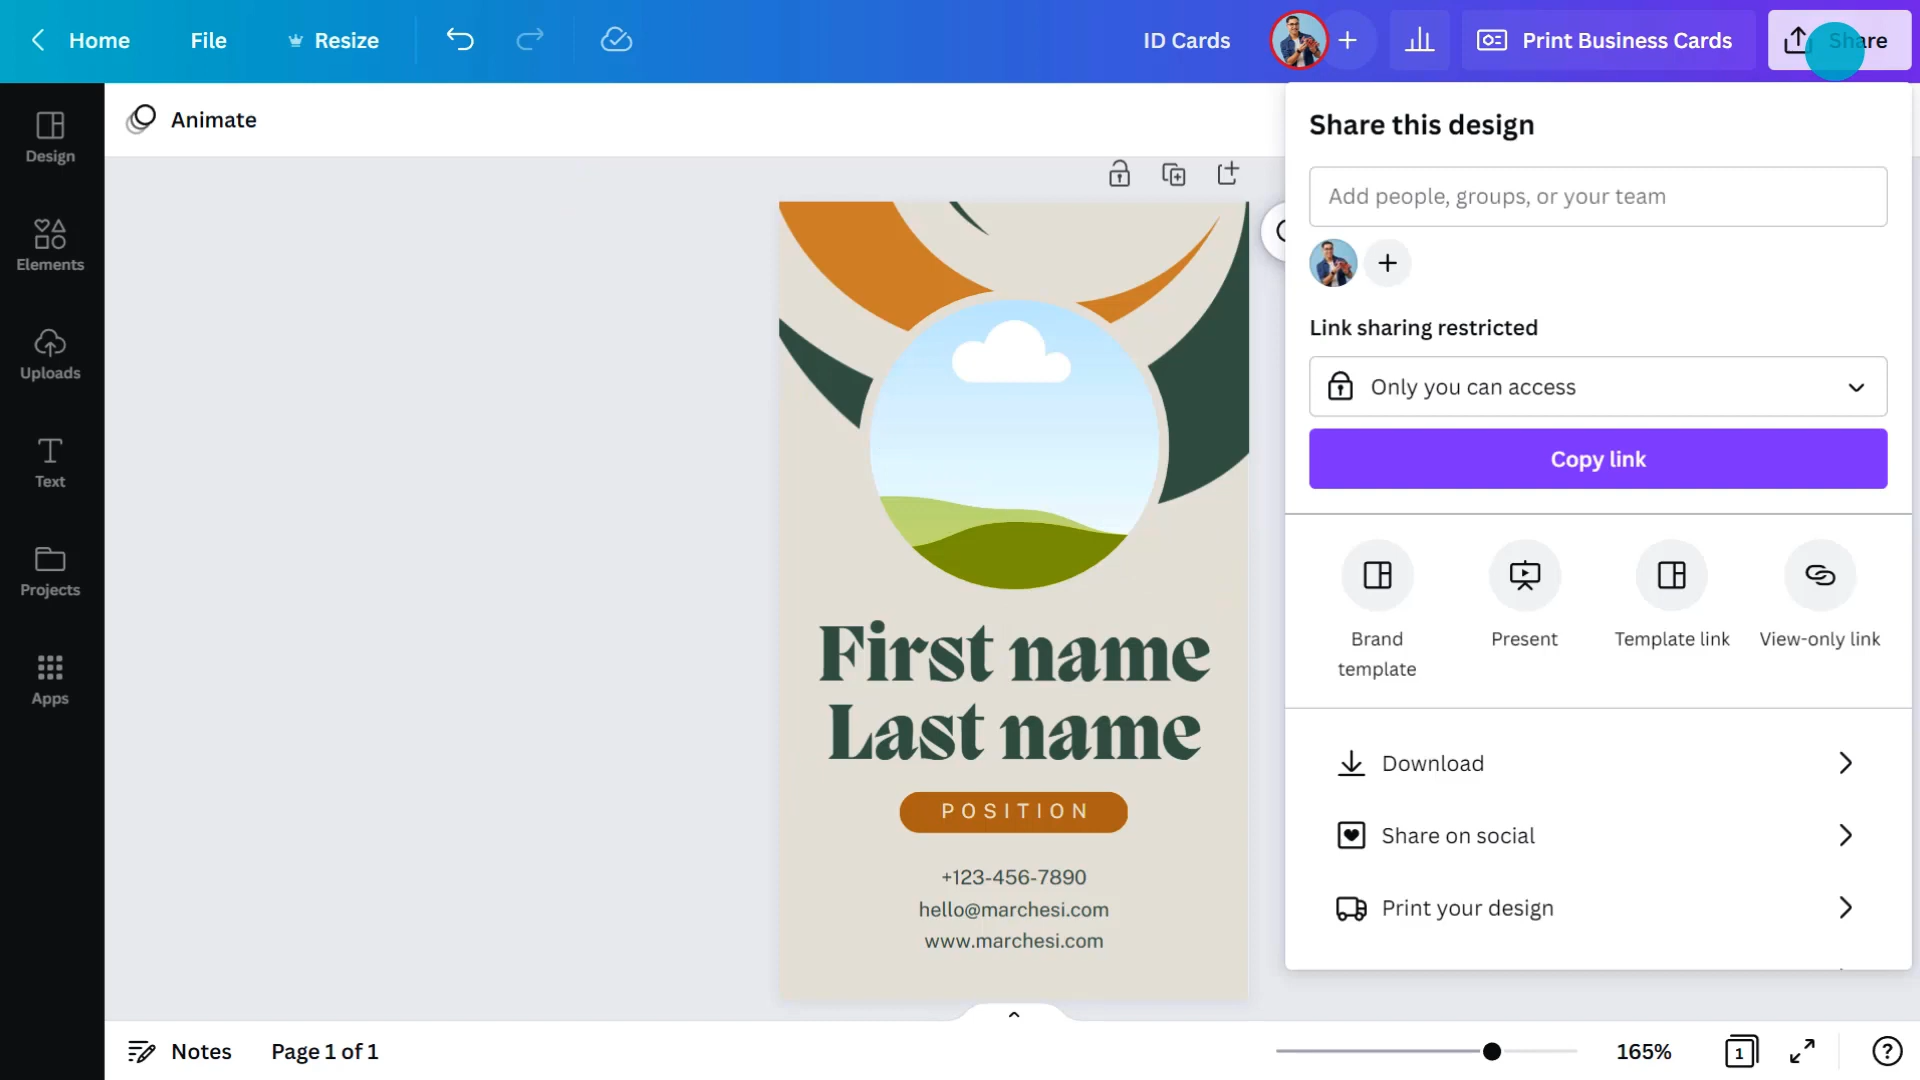 Home
File
Resize
ID Cards
Print Business Cards
Share
Design
Elements
Uploads
Text
Projects
Apps
Animate
First name
Last name
POSITION
+123-456-7890
hello@marchesi.com
www.marchesi.com
Share this design
Add people, groups, or your team
Link sharing restricted
Only you can access
Copy link
Brand
template
Present
Template link
View-only link
Download
Share on social
Print your design
Notes
Page 1 of 1
165%
1